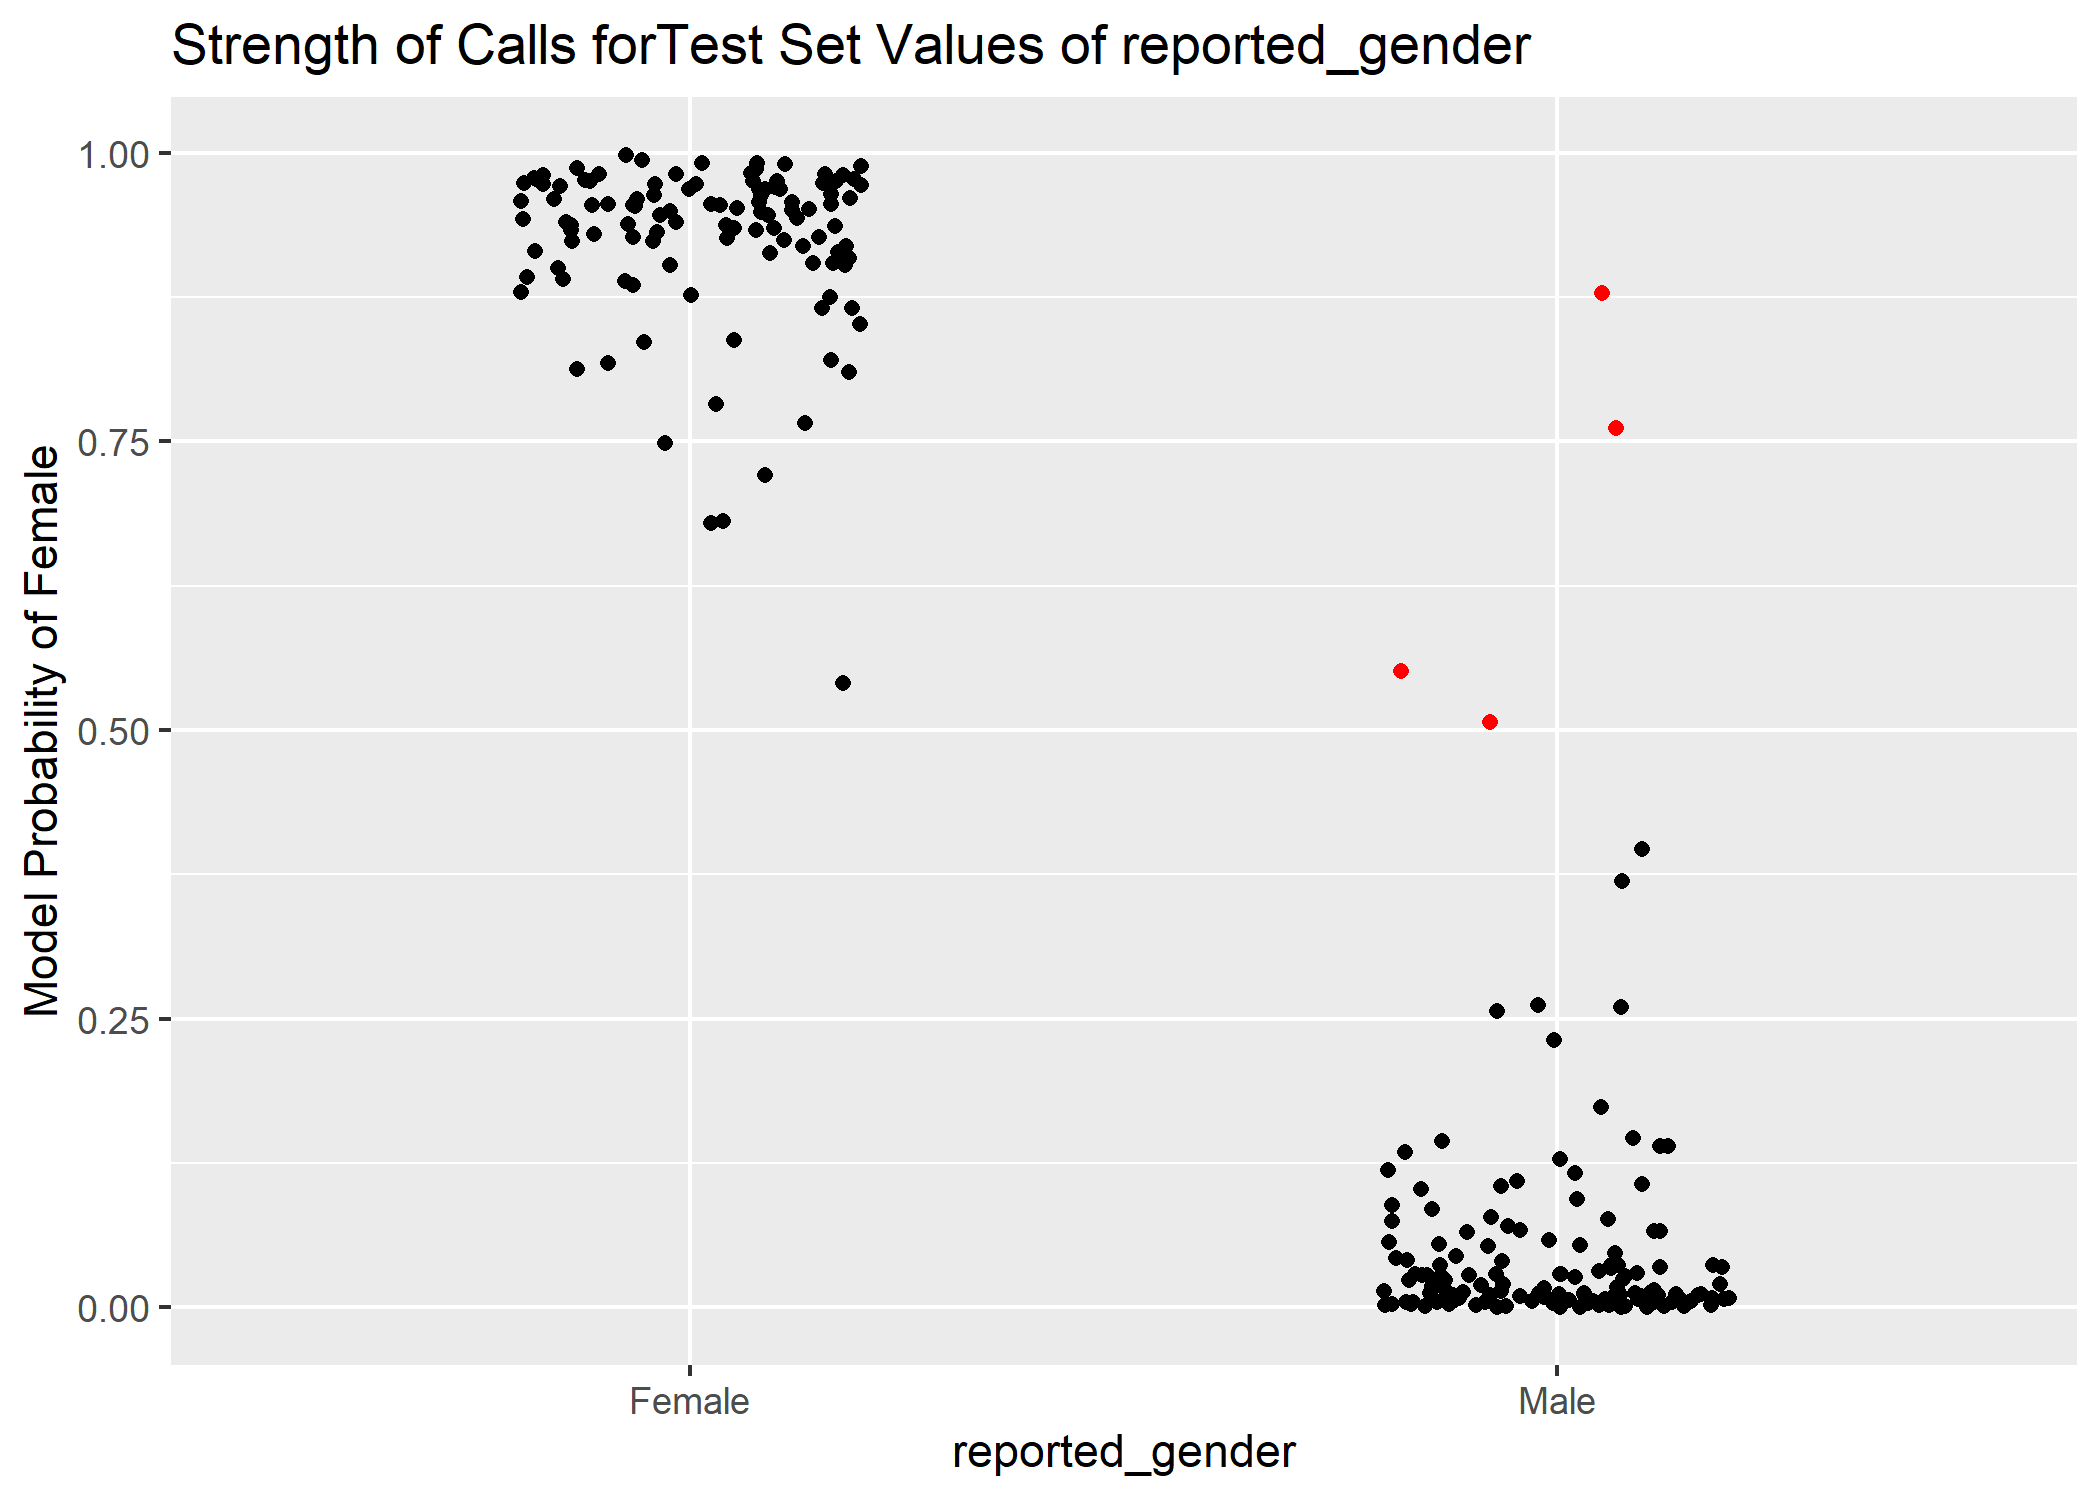 Strength of Calls forTest Set Values of reported_gender
Model Probability of Female
1.00
0.75
0.50
0.25
0.00
Female
Male
reported_gender